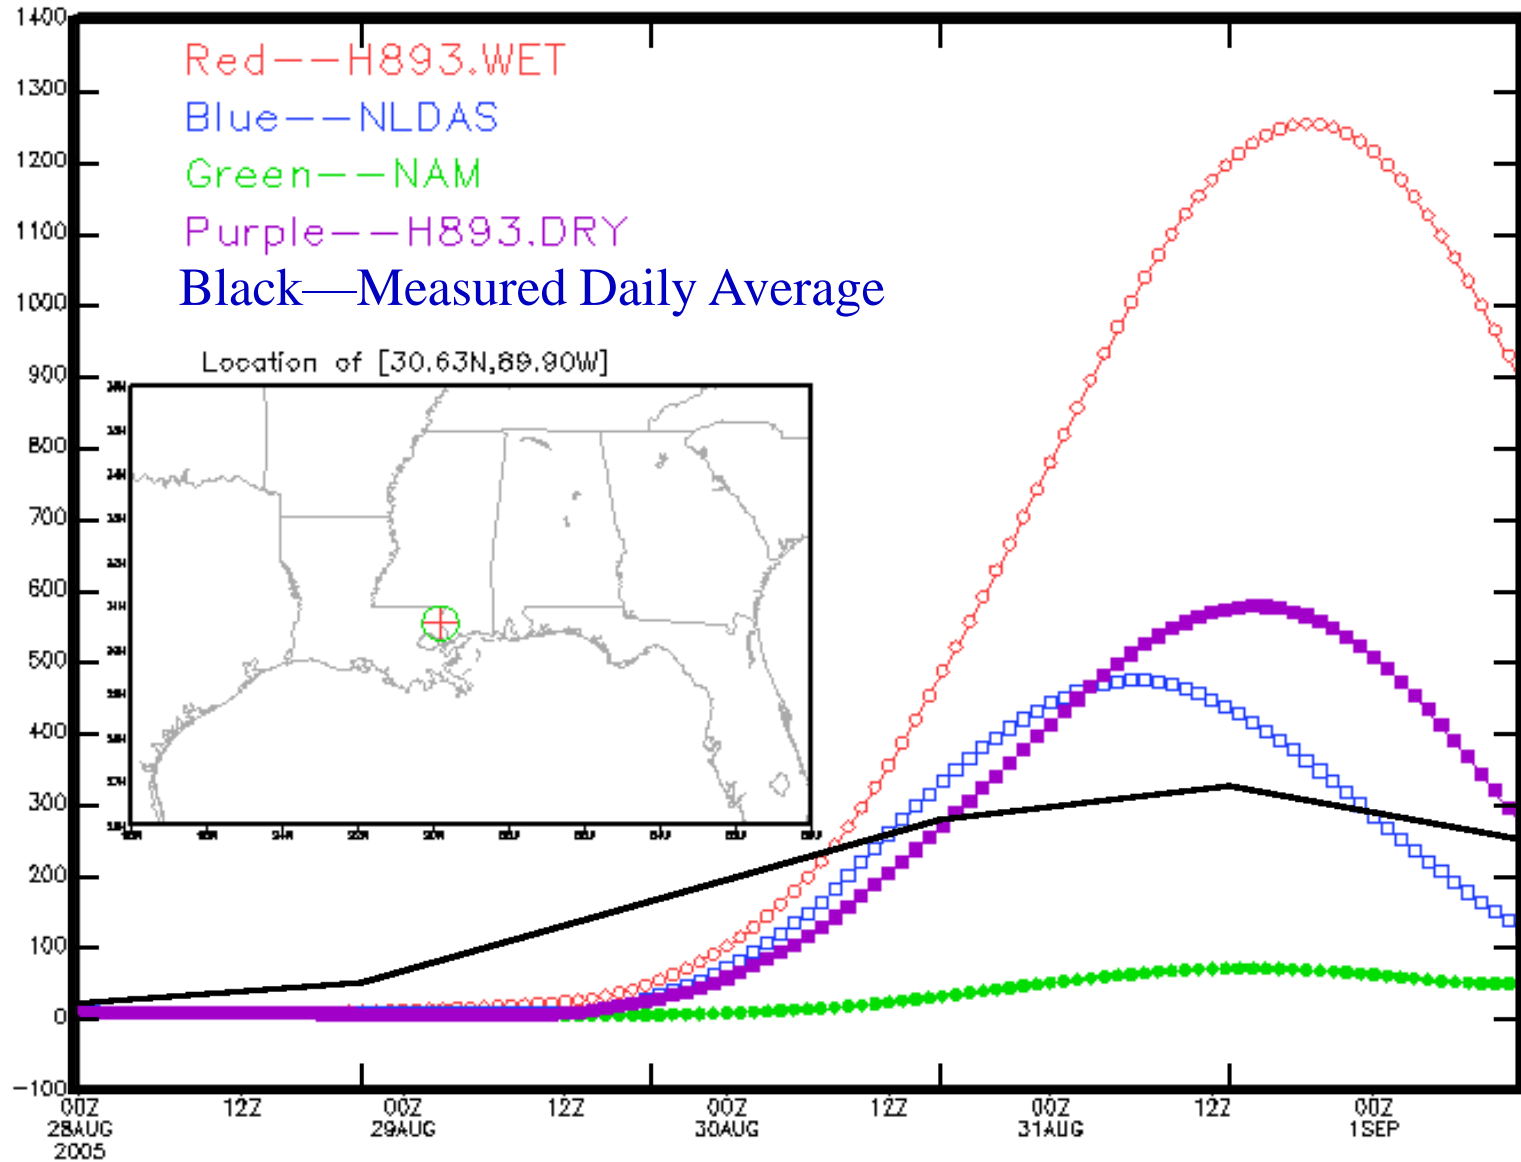 1400
1300
1200
1100
1000
900
800
700
600
500
400
300
200
100
0
-100
Red--H893.WET
Blue--NLDAS
Green--NAM
Purple--H893.DRY
Black—Measured Daily Average
Location of [30.63N,89.90W]
00Z 12Z 00Z 12Z 00Z 12Z 00Z 12Z 00Z
28AUG 29AUG 30AUG 31AUG 1SEP
2005